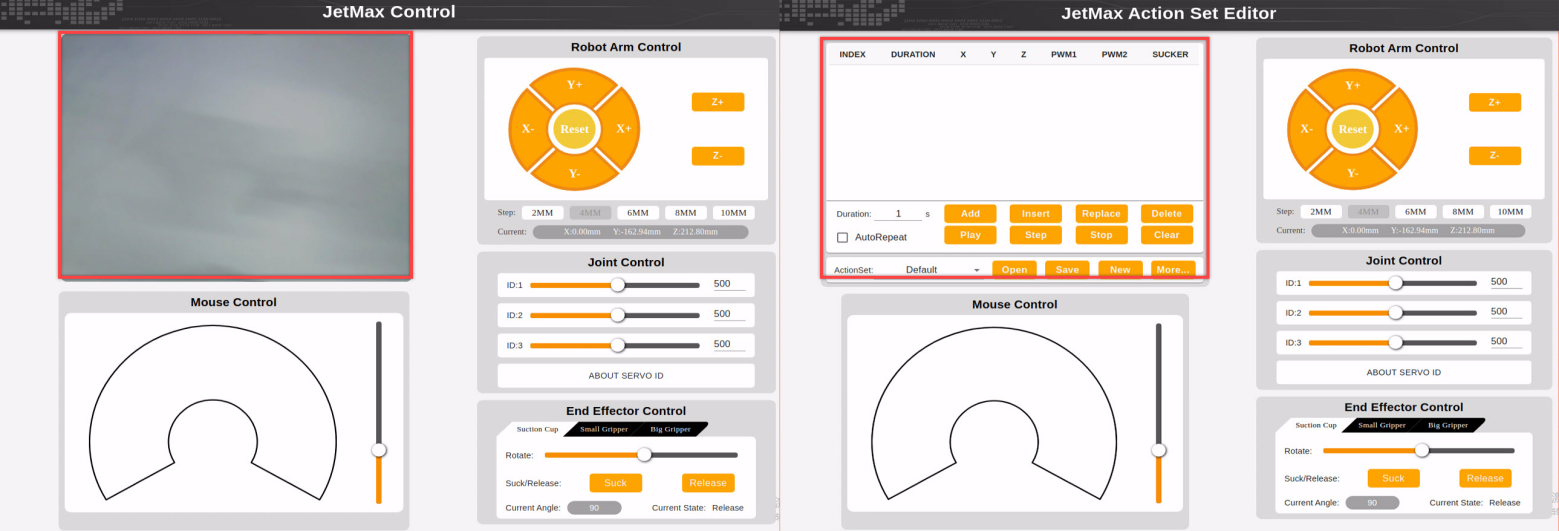 JetMax Control
Robot Arm Control
Y+
X-
Reset
X+
Y-
Z+
Z-
Step: 2MM 4MM 6MM 8MM 10MM
Current: X:0.00mm Y:-162.94mm Z:212.80mm
Joint Control
ID:1 500
ID:2 500
ID:3 500
ABOUT SERVO ID
Mouse Control
End Effector Control
Suction Cup Small Gripper Big Gripper
Rotate:
Suck/Release: Suck Release
Current Angle: 90 Current State: Release
JetMax Action Set Editor
INDEX DURATION X Y Z PWM1 PWM2 SUCKER
Duration: 1 s Add Insert Replace Delete
AutoRepeat Play Step Stop Clear
ActionSet: Default Open Save New More...
Mouse Control
Robot Arm Control
Y+
X-
Reset
X+
Y-
Z+
Z-
Step: 2MM 4MM 6MM 8MM 10MM
Current: X:0.00mm Y:-162.94mm Z:212.80mm
Joint Control
ID:1 500
ID:2 500
ID:3 500
ABOUT SERVO ID
End Effector Control
Suction Cup Small Gripper Big Gripper
Rotate:
Suck/Release: Suck Release
Current Angle: 90 Current State: Release